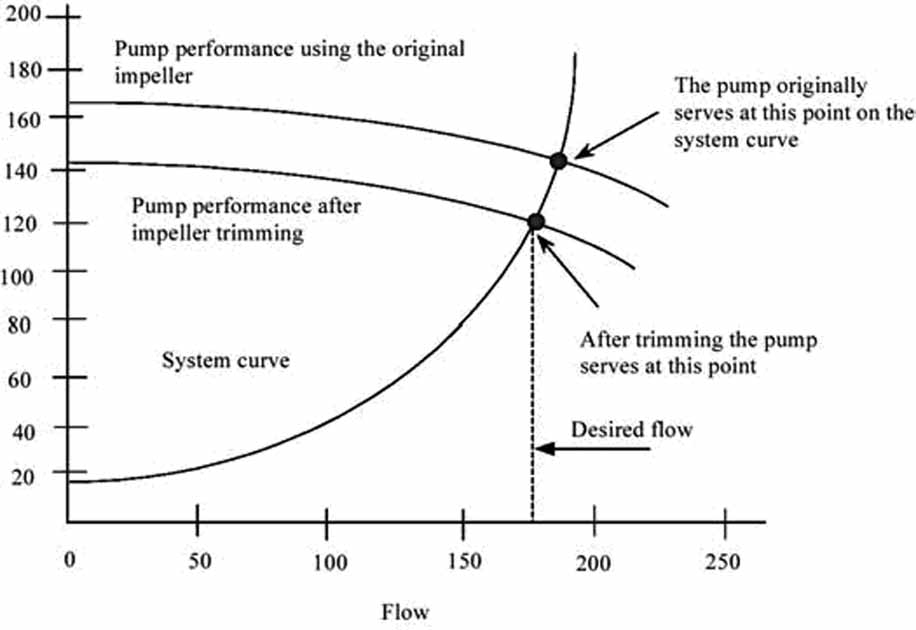 200
180
160
140
120
100
80
60
40
20
Pump performance using the original
impeller
The pump originally
serves at this point on the
system curve
Pump performance after
impeller trimming
System curve
After trimming the pump
serves at this point
Desired flow
0 50 100 150 200 250
Flow